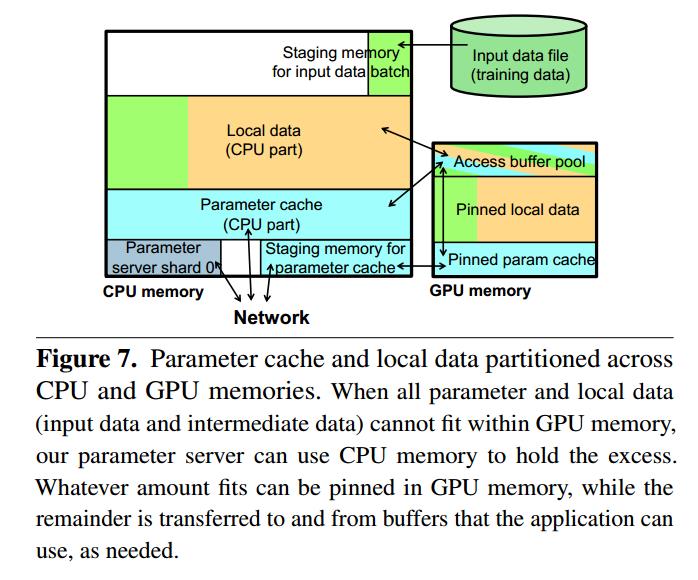 Staging memory
for input data batch
Input data file
(training data)
Local data
(CPU part)
Access buffer pool
Parameter cache
(CPU part)
Pinned local data
Parameter
server shard 0
Staging memory for
parameter cache
Pinned param cache
CPU memory
GPU memory
Network
Figure 7. Parameter cache and local data partitioned across
CPU and GPU memories. When all parameter and local data
(input data and intermediate data) cannot fit within GPU memory,
our parameter server can use CPU memory to hold the excess.
Whatever amount fits can be pinned in GPU memory, while the
remainder is transferred to and from buffers that the application can
use, as needed.